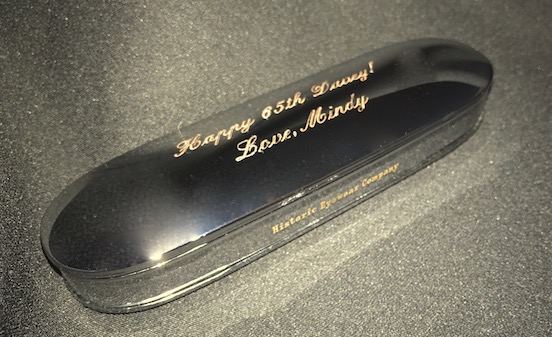 Happy 65th Davey!
Love, Mindy
Historic Eyewear Company